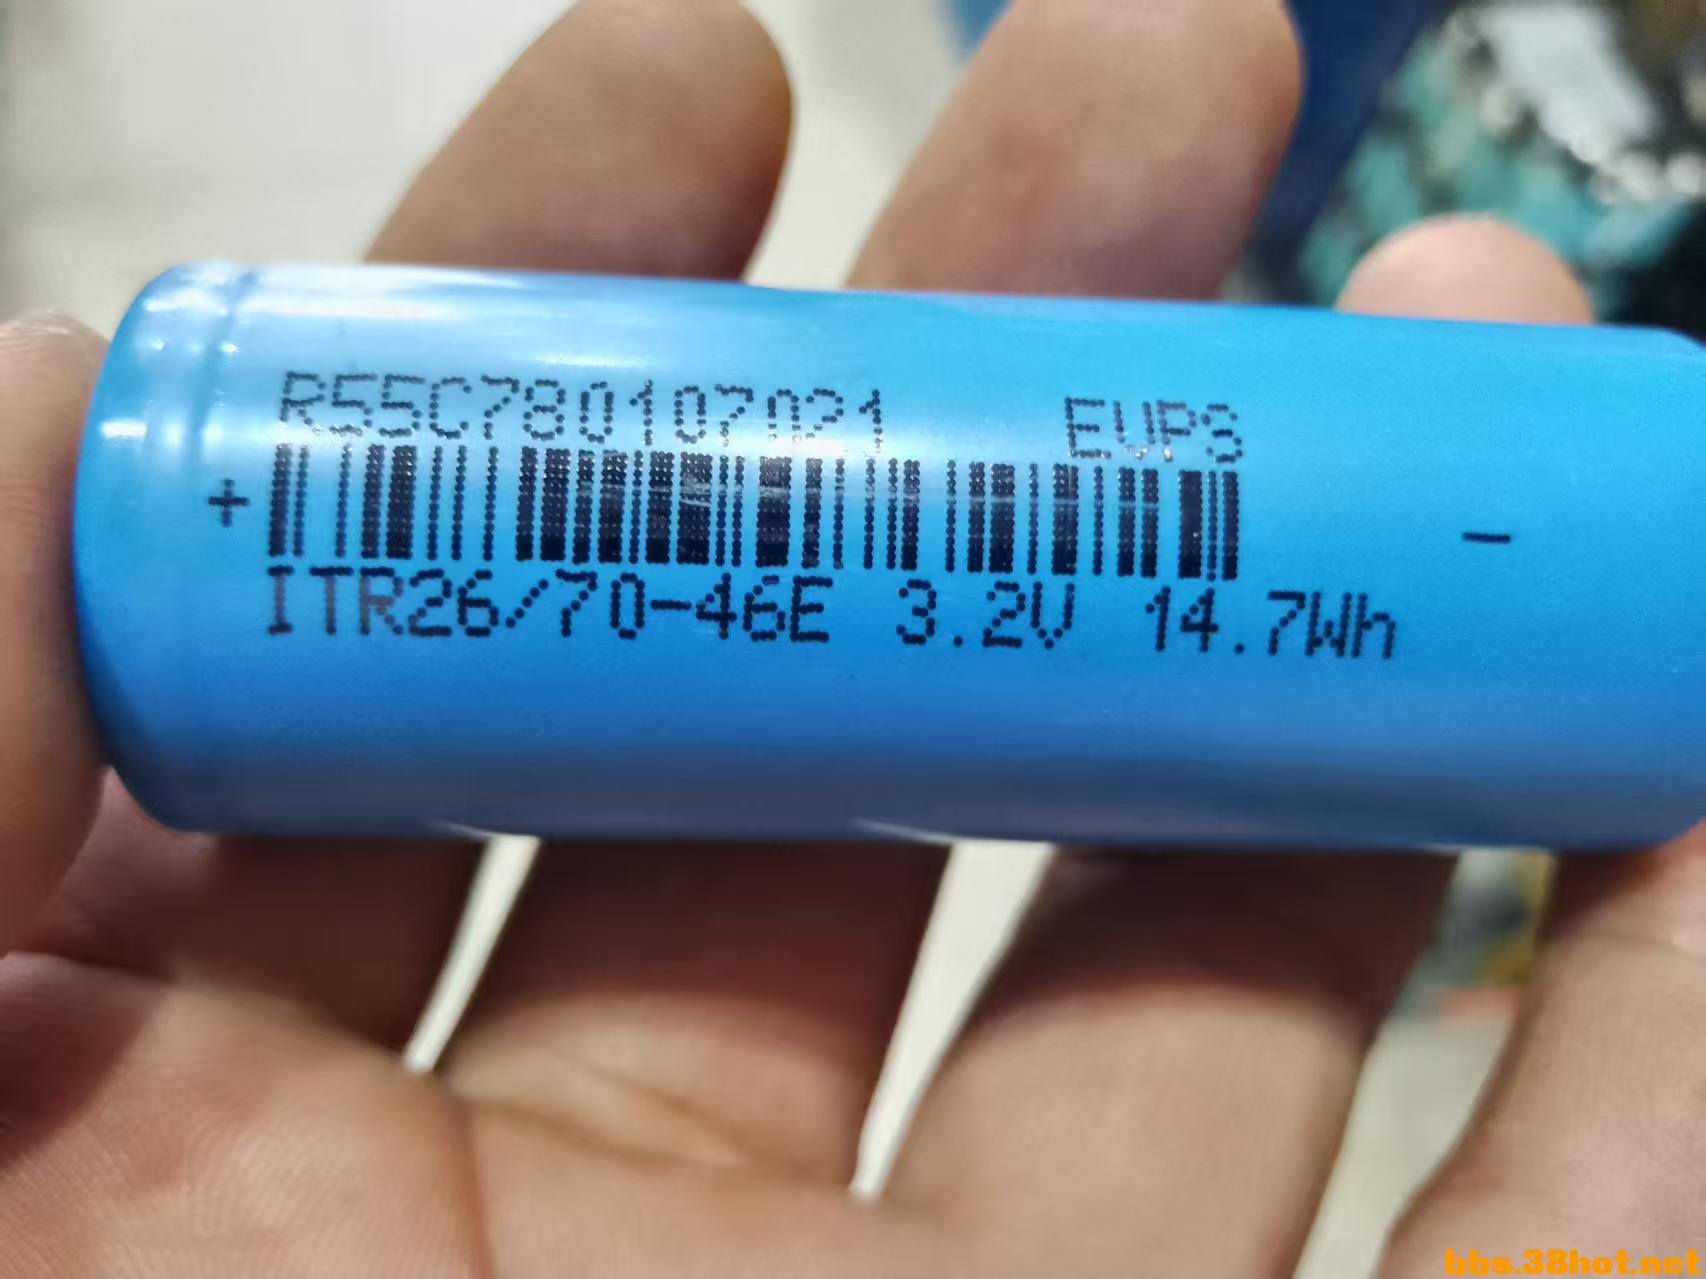 R55C780107021 EVPS
+ -
ITR26/70-46E 3.2V 14.7Wh
bbs.38hot.net